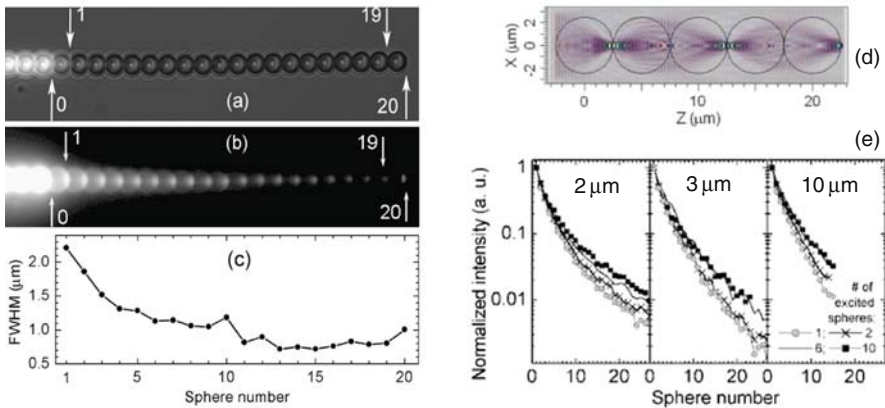 1
19
(a)
0
20
1
(b)
19
0
20
(c)
FWHM (μm)
2.0
1.5
1.0
0.5
1
5
10
15
20
Sphere number
X (μm)
2
0
-2
0
10
20
Z (μm)
(d)
(e)
Normalized intensity (a. u.)
1
0.1
0.01
2 μm
3 μm
10 μm
# of
excited
spheres:
1; 2
6; 10
0 10 20 0 10 20 0 10 20
Sphere number